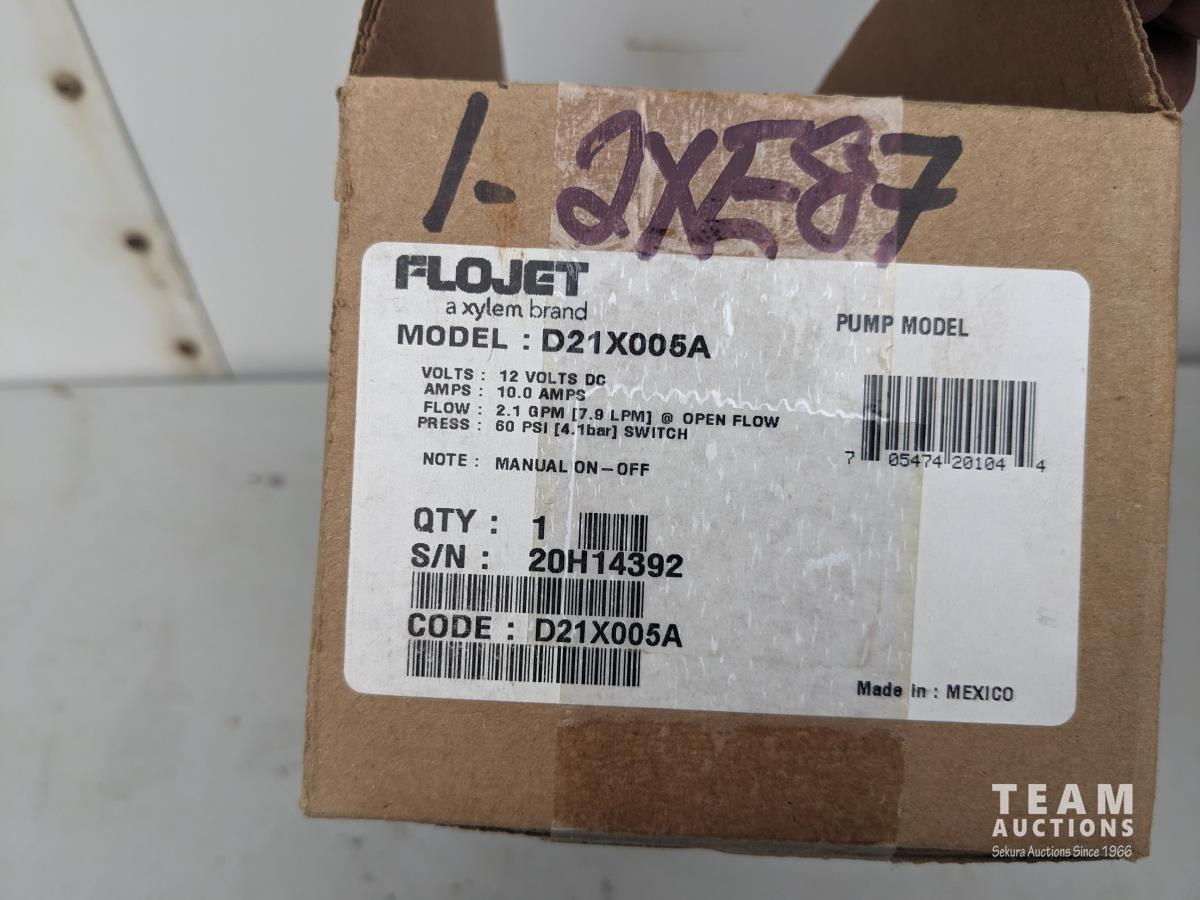 1- 2XE87
FLOJET
a xylem brand
MODEL : D21X005A
PUMP MODEL
VOLTS : 12 VOLTS DC
AMPS : 10.0 AMPS
FLOW : 2.1 GPM [7.9 LPM] @ OPEN FLOW
PRESS : 60 PSI [4.1bar] SWITCH
7 05474 20104 4
NOTE : MANUAL ON-OFF
QTY : 1
S/N : 20H14392
CODE : D21X005A
Made in : MEXICO
TEAM
AUCTIONS
Sekura Auctions Since 1966